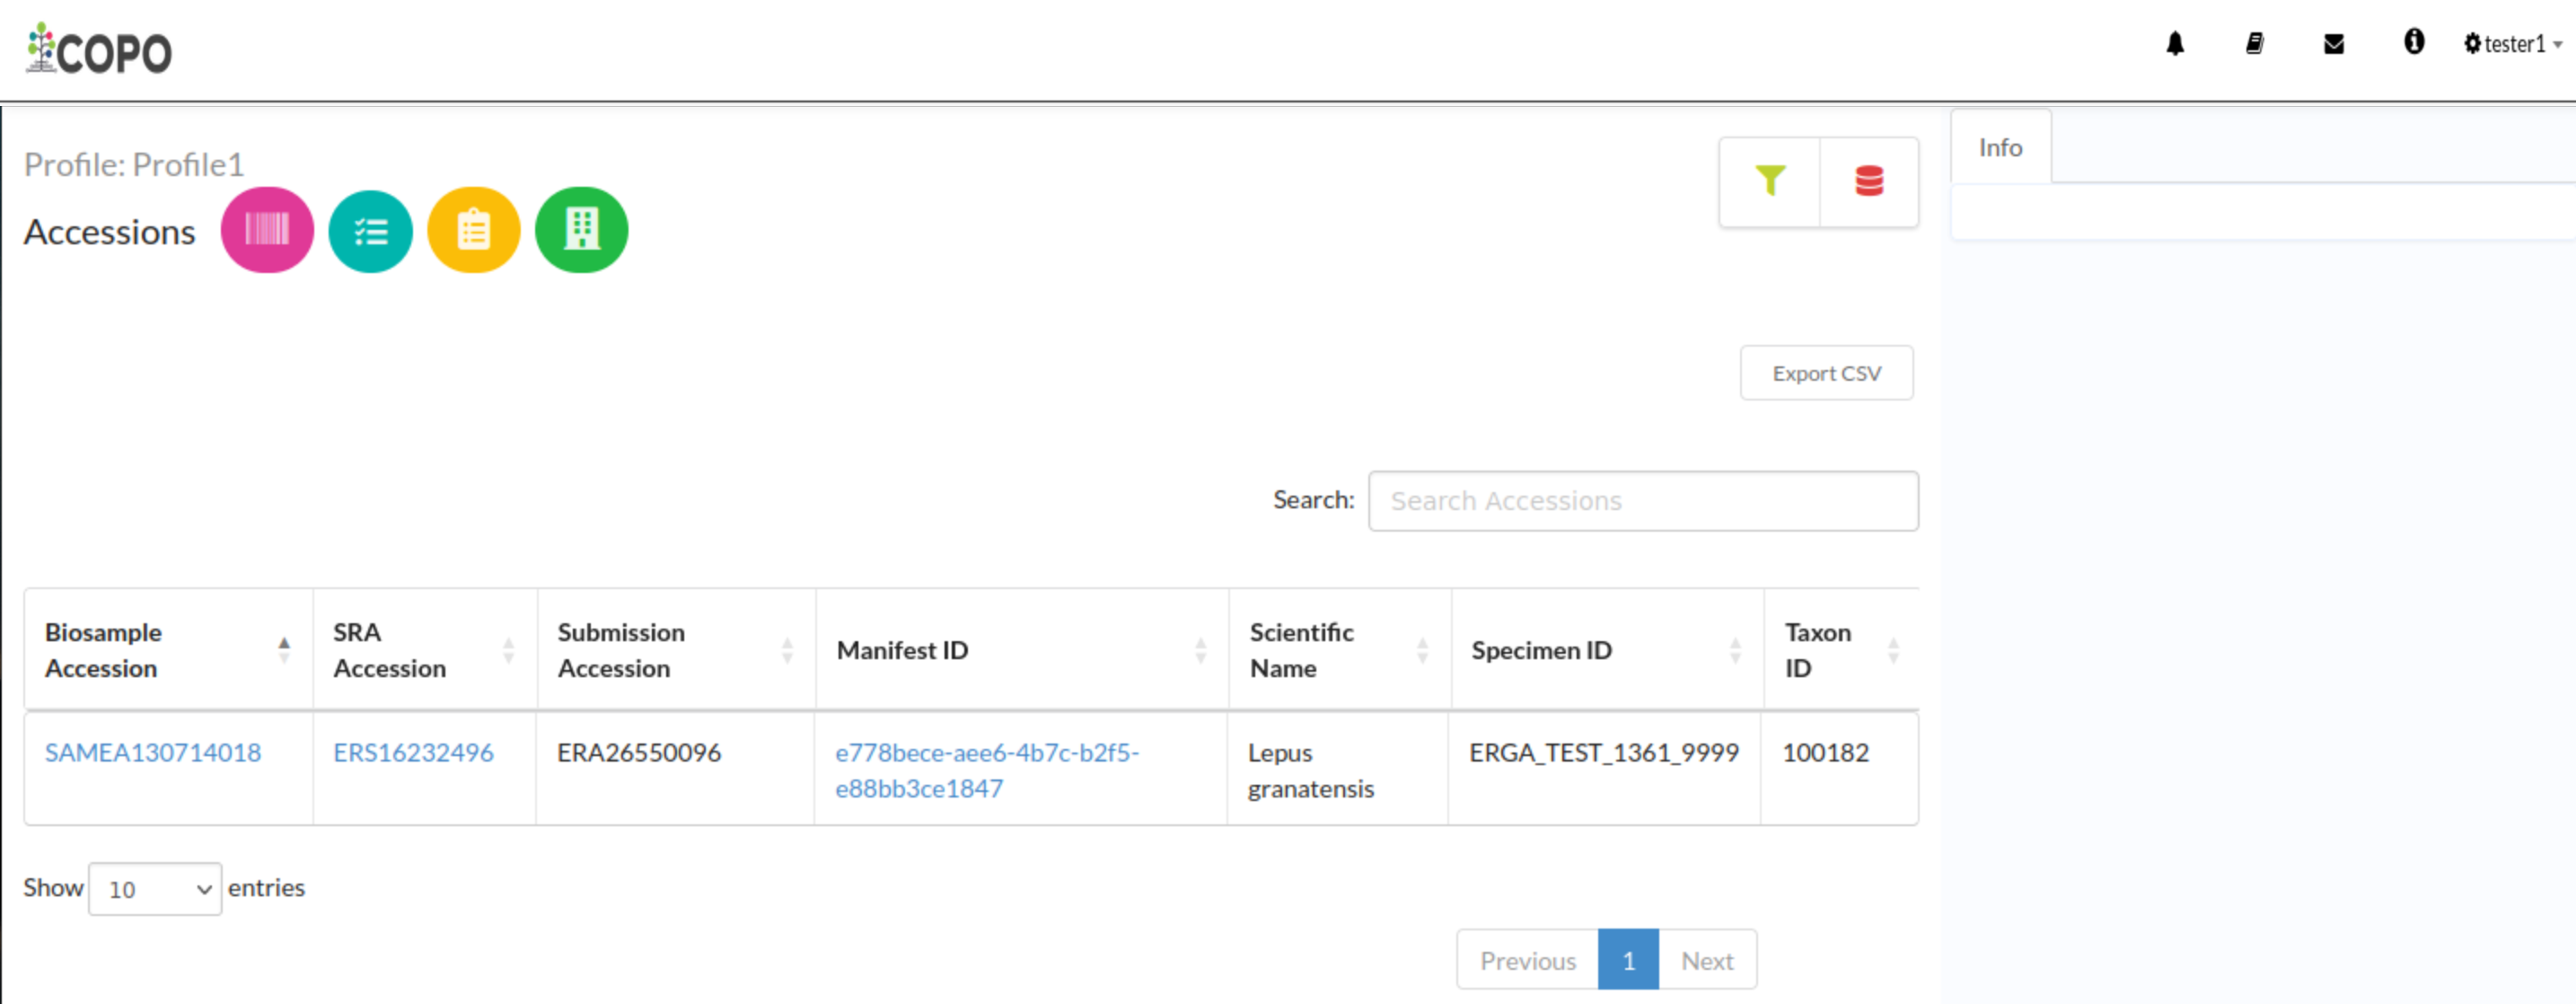 COPO
tester1
Profile: Profile1
Info
Accessions
Export CSV
Search: Search Accessions
Biosample Accession
SRA Accession
Submission Accession
Manifest ID
Scientific Name
Specimen ID
Taxon ID
SAMEA130714018
ERS16232496
ERA26550096
e778bece-aee6-4b7c-b2f5-
e88bb3ce1847
Lepus
granatensis
ERGA_TEST_1361_9999
100182
Show 10 entries
Previous 1 Next